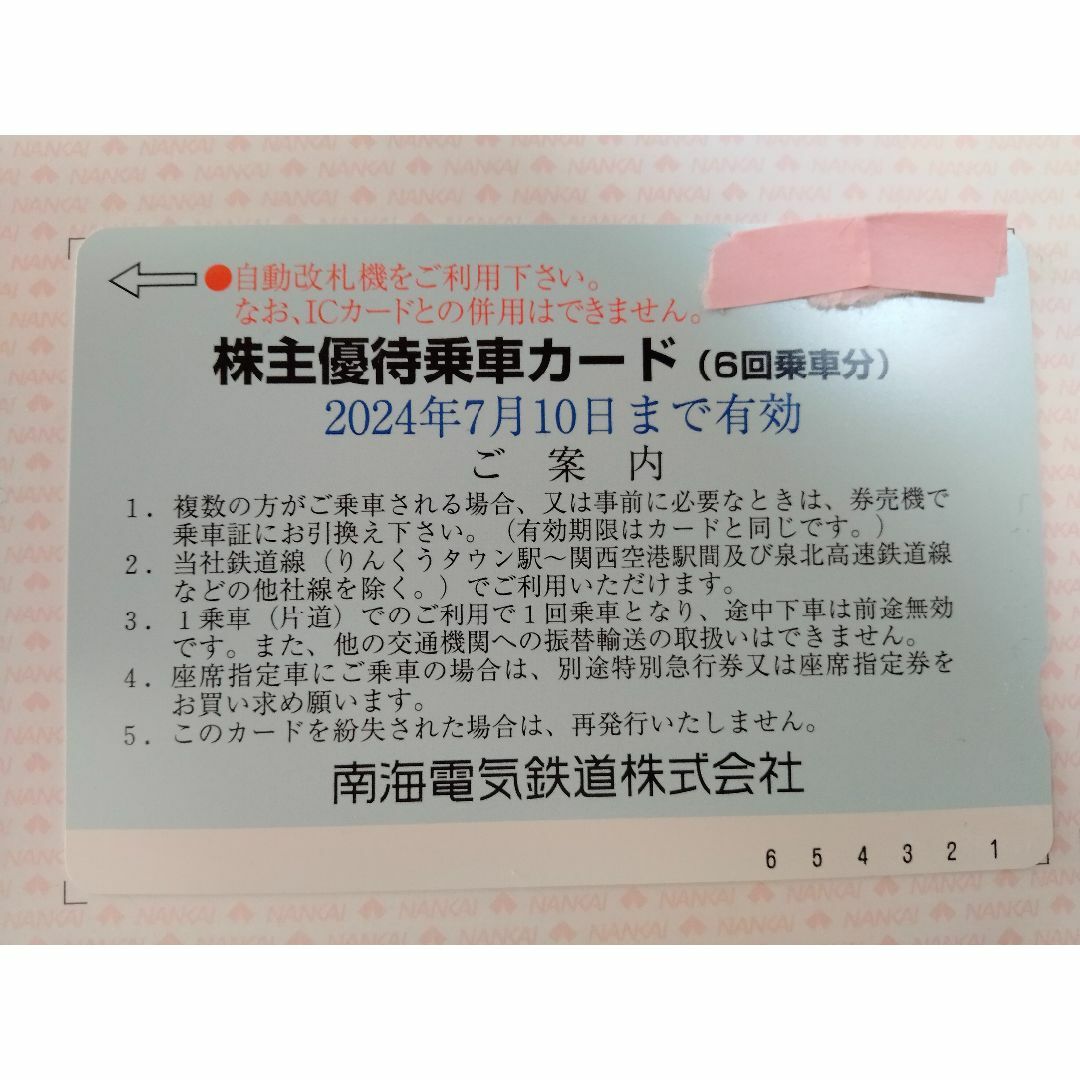 ●自動改札機をご利用下さい。
なお、ICカードとの併用はできません。
株主優待乗車カード（6回乗車分）
2024年7月10日まで有効
ご案内
1．複数の方がご乗車される場合、又は事前に必要なときは、券売機で
乗車証にお引換え下さい。（有効期限はカードと同じです。）
2．当社鉄道線（りんくうタウン駅～関西空港駅間及び泉北高速鉄道線
などの他社線を除く。）でご利用いただけます。
3．1乗車（片道）でのご利用で1回乗車となり、途中下車は前途無効
です。また、他の交通機関への振替輸送の取扱いはできません。
4．座席指定車にご乗車の場合は、別途特別急行券又は座席指定券を
お買い求め願います。
5．このカードを紛失された場合は、再発行いたしません。
南海電気鉄道株式会社
6 5 4 3 2 1